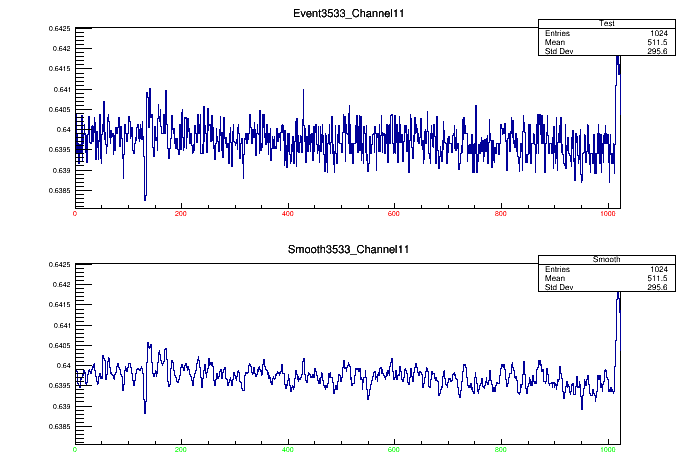 Event3533_Channel11
Test
Entries 1024
Mean 511.5
Std Dev 295.6
0.6425
0.642
0.6415
0.641
0.6405
0.64
0.6395
0.639
0.6385
0 200 400 600 800 1000
Smooth3533_Channel11
Smooth
Entries 1024
Mean 511.5
Std Dev 295.6
0.6425
0.642
0.6415
0.641
0.6405
0.64
0.6395
0.639
0.6385
0 200 400 600 800 1000